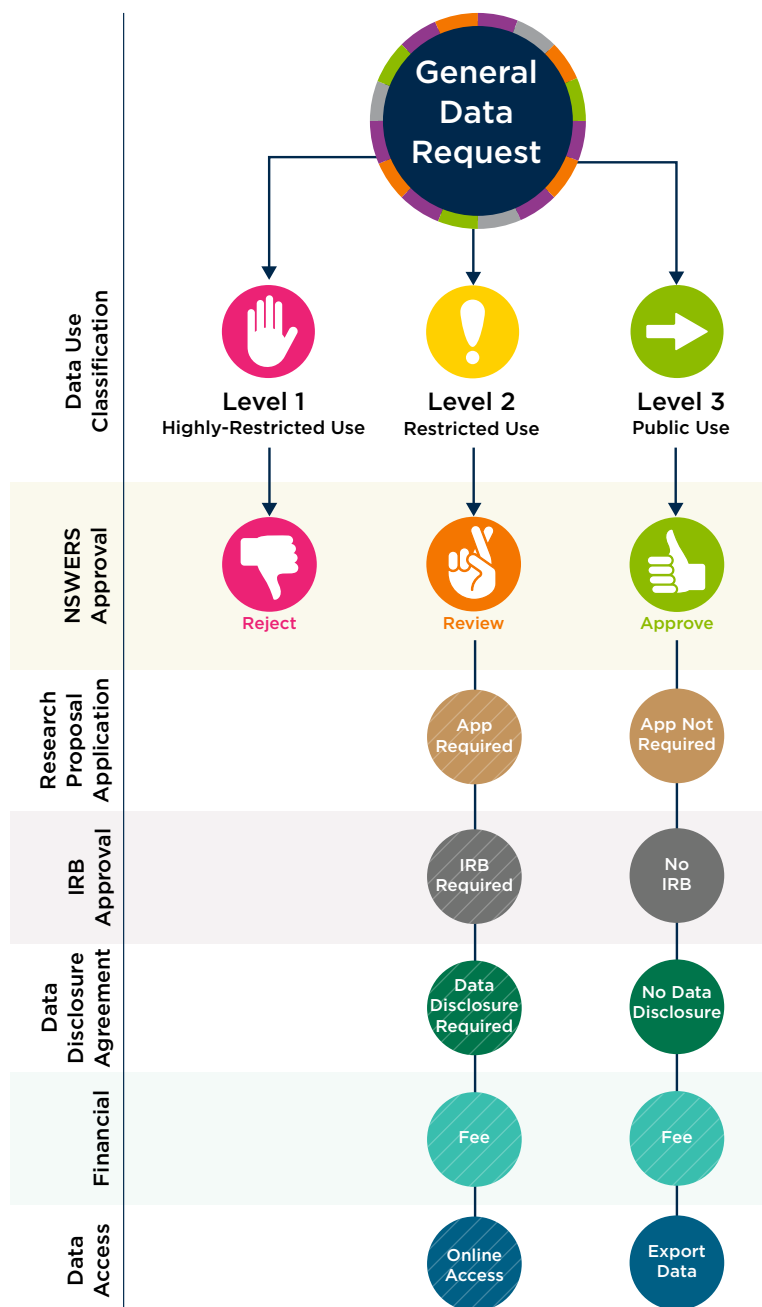 General
Data
Request
Data Use
Classification
Level 1
Highly-Restricted Use
Level 2
Restricted Use
Level 3
Public Use
NSWERS
Approval
Reject
Review
Approve
Research
Proposal
Application
App
Required
App Not
Required
IRB
Approval
IRB
Required
No
IRB
Data
Disclosure
Agreement
Data
Disclosure
Required
No Data
Disclosure
Financial
Fee
Fee
Data
Access
Online
Access
Export
Data